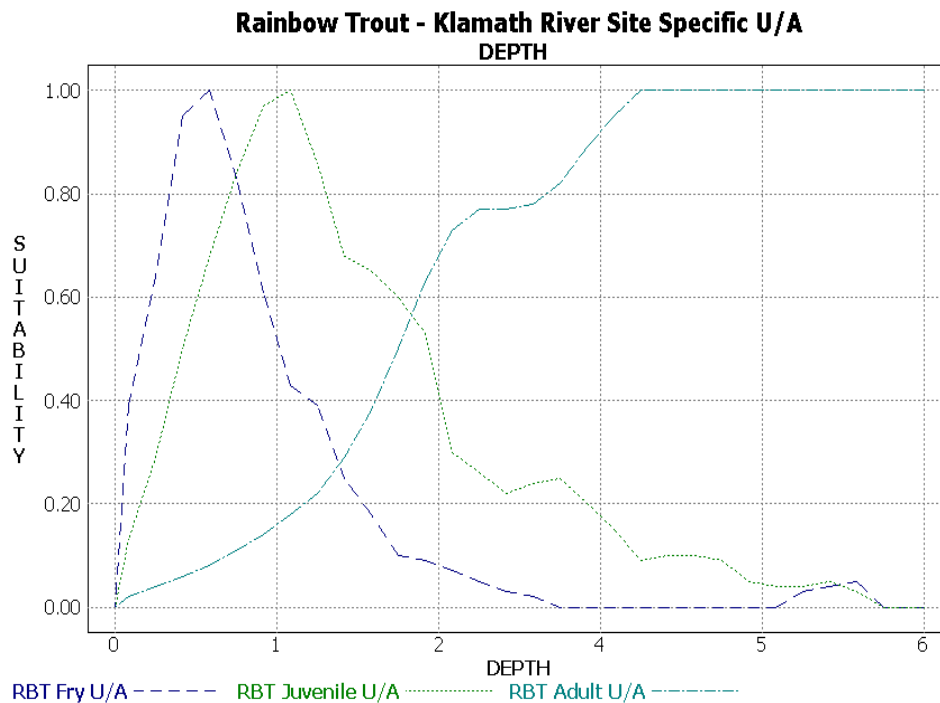 Rainbow Trout - Klamath River Site Specific U/A
DEPTH
1.00
0.80
0.60
0.40
0.20
0.00
SUITABILITY
0 1 2 4 5 6
DEPTH
RBT Fry U/A RBT Juvenile U/A RBT Adult U/A